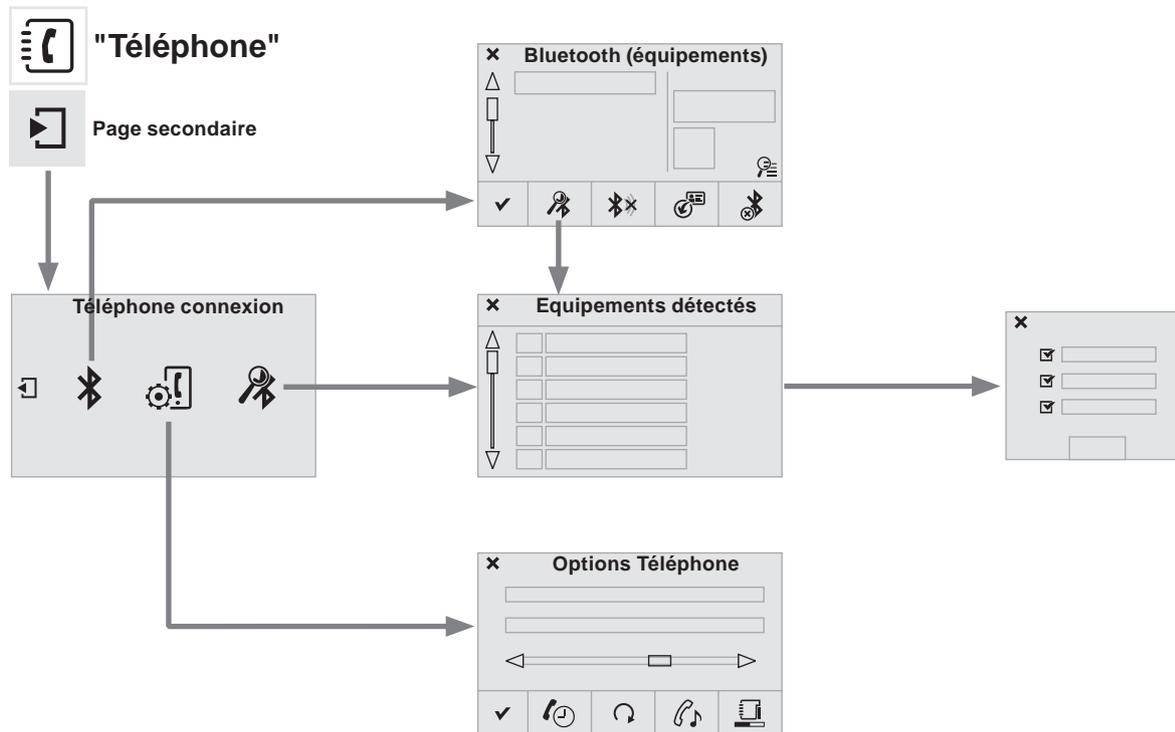 "Téléphone"
Page secondaire
Bluetooth (équipements)
Téléphone connexion
Equipements détectés
Options Téléphone